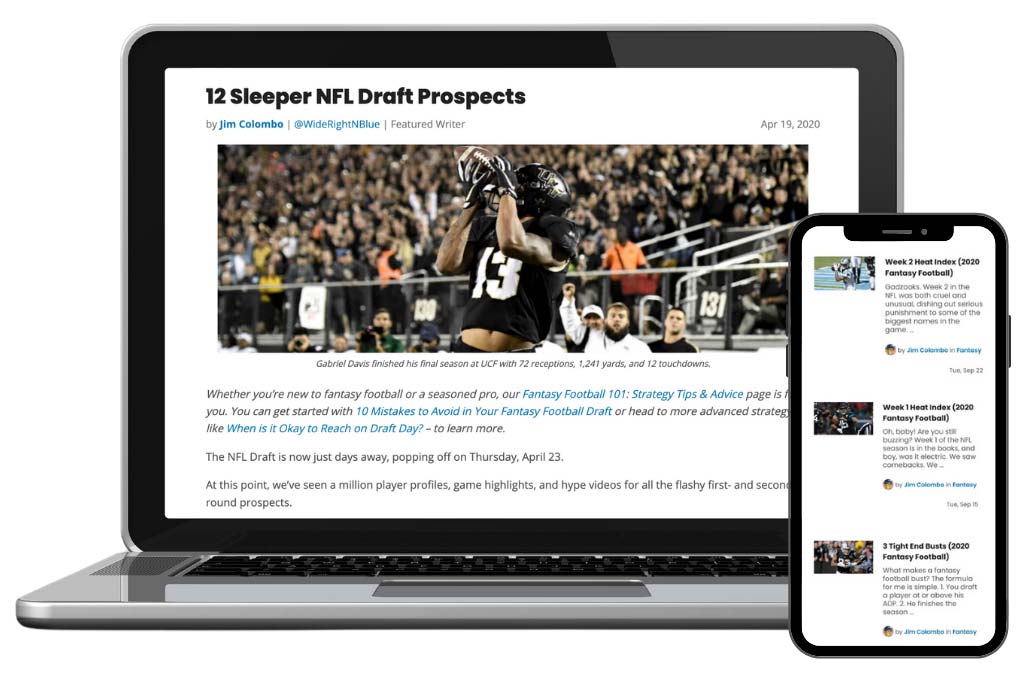 12 Sleeper NFL Draft Prospects
by Jim Colombo | @WideRightNBlue | Featured Writer
Apr 19, 2020
13
130
131
Gabriel Davis finished his final season at UCF with 72 receptions, 1,241 yards, and 12 touchdowns.
Whether you're new to fantasy football or a seasoned pro, our Fantasy Football 101: Strategy Tips & Advice page is f
you. You can get started with 10 Mistakes to Avoid in Your Fantasy Football Draft or head to more advanced strategy
like When is it Okay to Reach on Draft Day? – to learn more.
The NFL Draft is now just days away, popping off on Thursday, April 23.
At this point, we've seen a million player profiles, game highlights, and hype videos for all the flashy first- and second
round prospects.
Week 2 Heat Index (2020
Fantasy Football)
Gadzooks. Week 2 in the
NFL was both cruel and
unusual, dishing out serious
punishment to some of the
biggest names in the
game. ...
by Jim Colombo in Fantasy
Tue, Sep 22
Week 1 Heat Index (2020
Fantasy Football)
Oh, baby! Are you still
buzzing? Week 1 of the NFL
season is in the books, and
boy, was it electric. We saw
comebacks. We ...
by Jim Colombo in Fantasy
Tue, Sep 15
3 Tight End Busts (2020
Fantasy Football)
What makes a fantasy
football bust? The formula
for me is simple. 1. You draft
a player at or above his
ADP. 2. He finishes the
season ...
by Jim Colombo in Fantasy